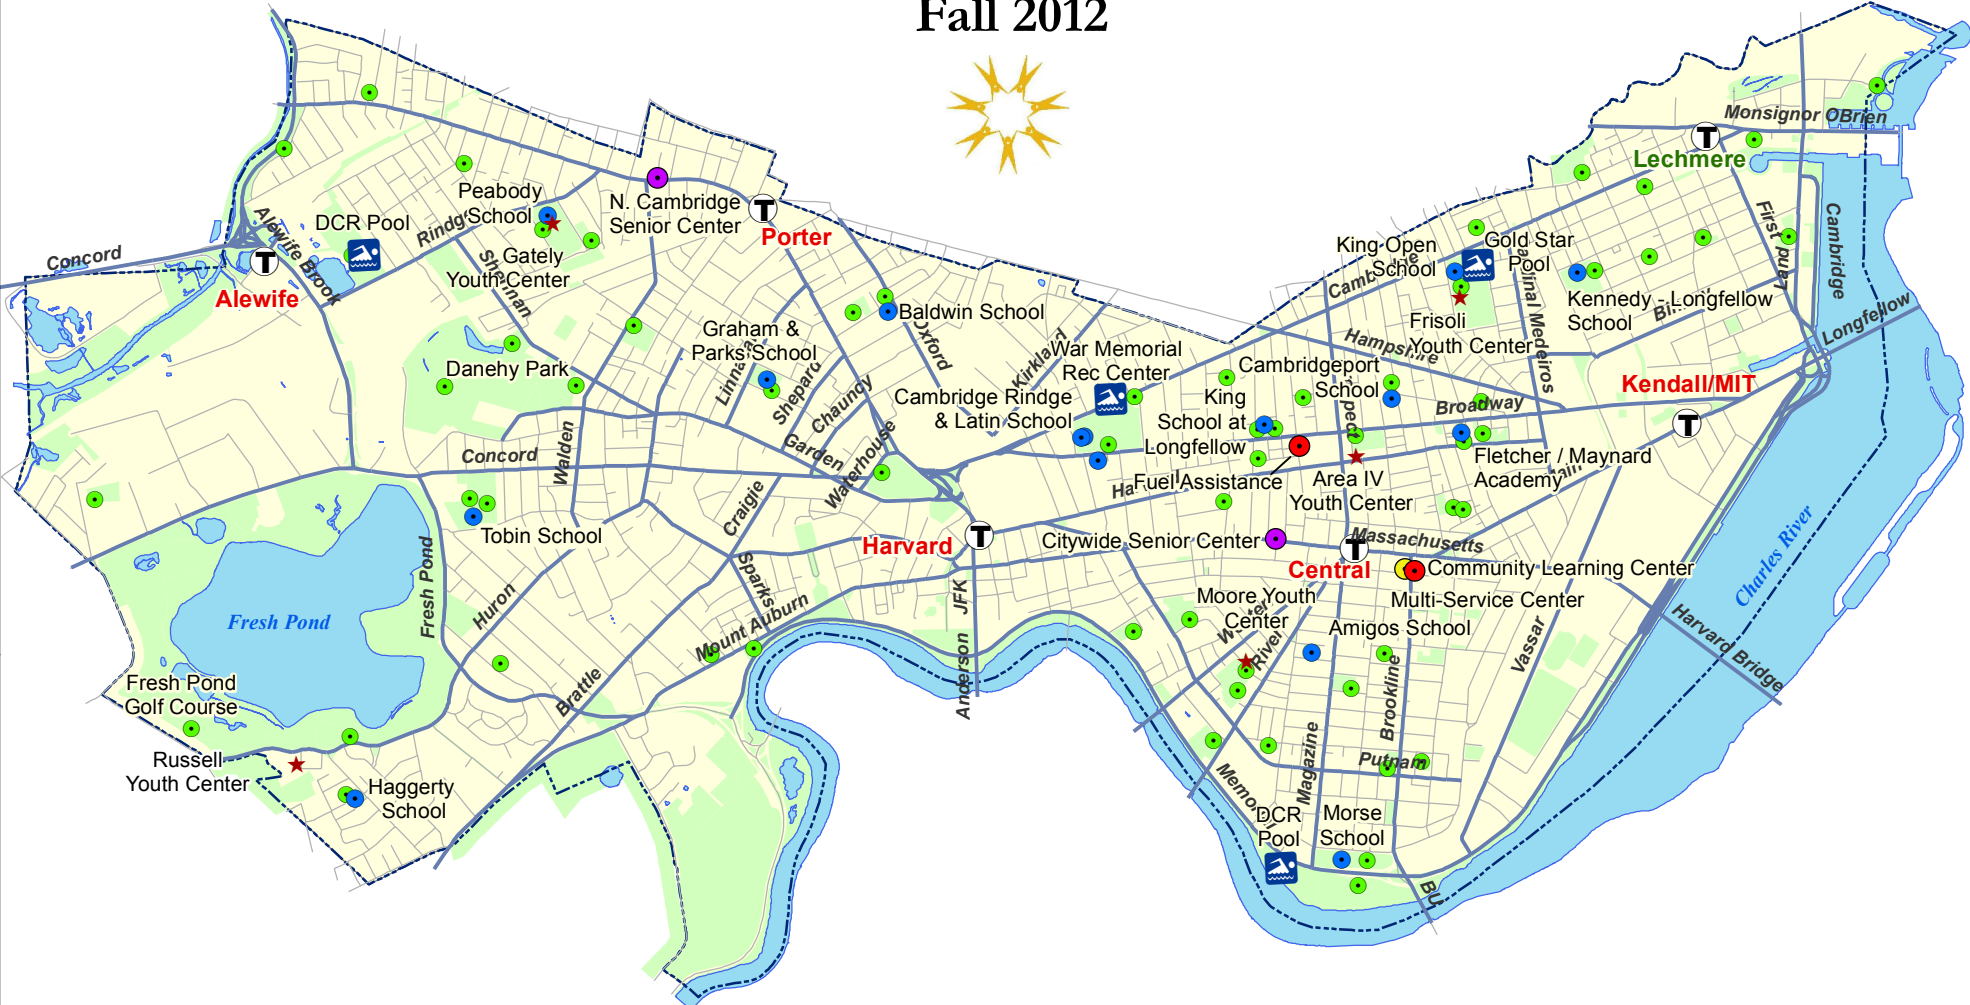 Fall 2012
Monsignor OBrien
T
Lechmere
Peabody
School
N. Cambridge
Senior Center
T
Porter
DCR Pool
Rindge
Alewife Brook
Concord
T
Alewife
Gately
Youth Center
Sherman
First
Land
Cambridge
King Open
School
Gold Star
Pool
Cambridge
Kennedy - Longfellow
School
Longfellow
Baldwin School
Oxford
Kirkland
Graham &
Parks School
Linnaean
Shepard
Chauncy
Danehy Park
War Memorial
Rec Center
Frisoli
Youth Center
Hampshire
Cardinal Medeiros
Cambridgeport
School
Kendall/MIT
T
Cambridge Rindge
& Latin School
King
School at
Longfellow
Broadway
Prospect
Garden
Waterhouse
Concord
Walden
Craigie
Fuel Assistance
Area IV
Youth Center
Fletcher / Maynard
Academy
Main
Tobin School
Harvard
T
Citywide Senior Center
T
Central
Massachusetts
Community Learning Center
Multi-Service Center
Charles River
Fresh Pond
Fresh Pond
Huron
Sparks
Mount Auburn
JFK
Anderson
Moore Youth
Center
Water
River
Amigos School
Vassar
Harvard Bridge
Fresh Pond
Golf Course
Brattle
Russell
Youth Center
Haggerty
School
Brookline
Magazine
Putnam
Memorial
DCR
Pool
Morse
School
BU